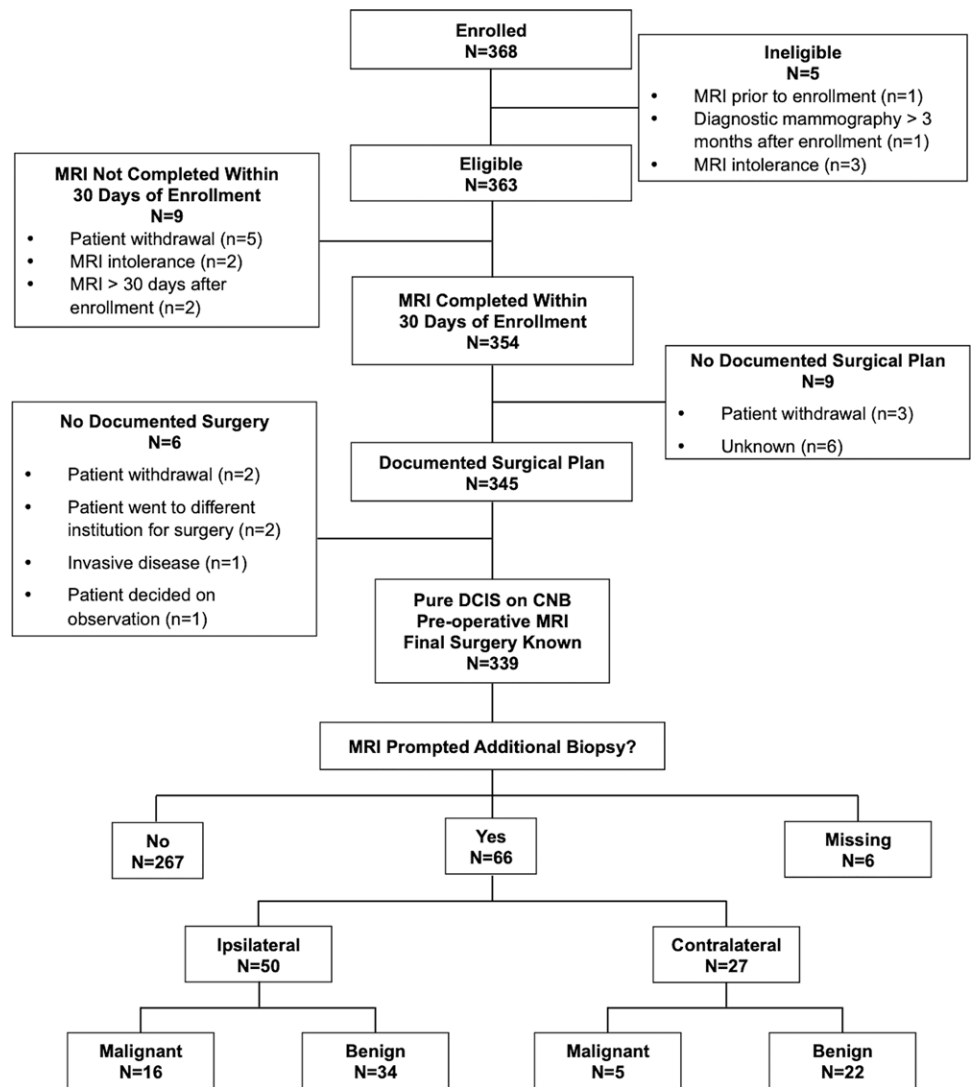 Enrolled
N=368
Ineligible
N=5
• MRI prior to enrollment (n=1)
• Diagnostic mammography > 3
months after enrollment (n=1)
• MRI intolerance (n=3)
Eligible
N=363
MRI Not Completed Within
30 Days of Enrollment
N=9
• Patient withdrawal (n=5)
• MRI intolerance (n=2)
• MRI > 30 days after
enrollment (n=2)
MRI Completed Within
30 Days of Enrollment
N=354
No Documented Surgical Plan
N=9
• Patient withdrawal (n=3)
• Unknown (n=6)
Documented Surgical Plan
N=345
No Documented Surgery
N=6
• Patient withdrawal (n=2)
• Patient went to different
institution for surgery (n=2)
• Invasive disease (n=1)
• Patient decided on
observation (n=1)
Pure DCIS on CNB
Pre-operative MRI
Final Surgery Known
N=339
MRI Prompted Additional Biopsy?
No
N=267
Yes
N=66
Missing
N=6
Ipsilateral
N=50
Contralateral
N=27
Malignant
N=16
Benign
N=34
Malignant
N=5
Benign
N=22